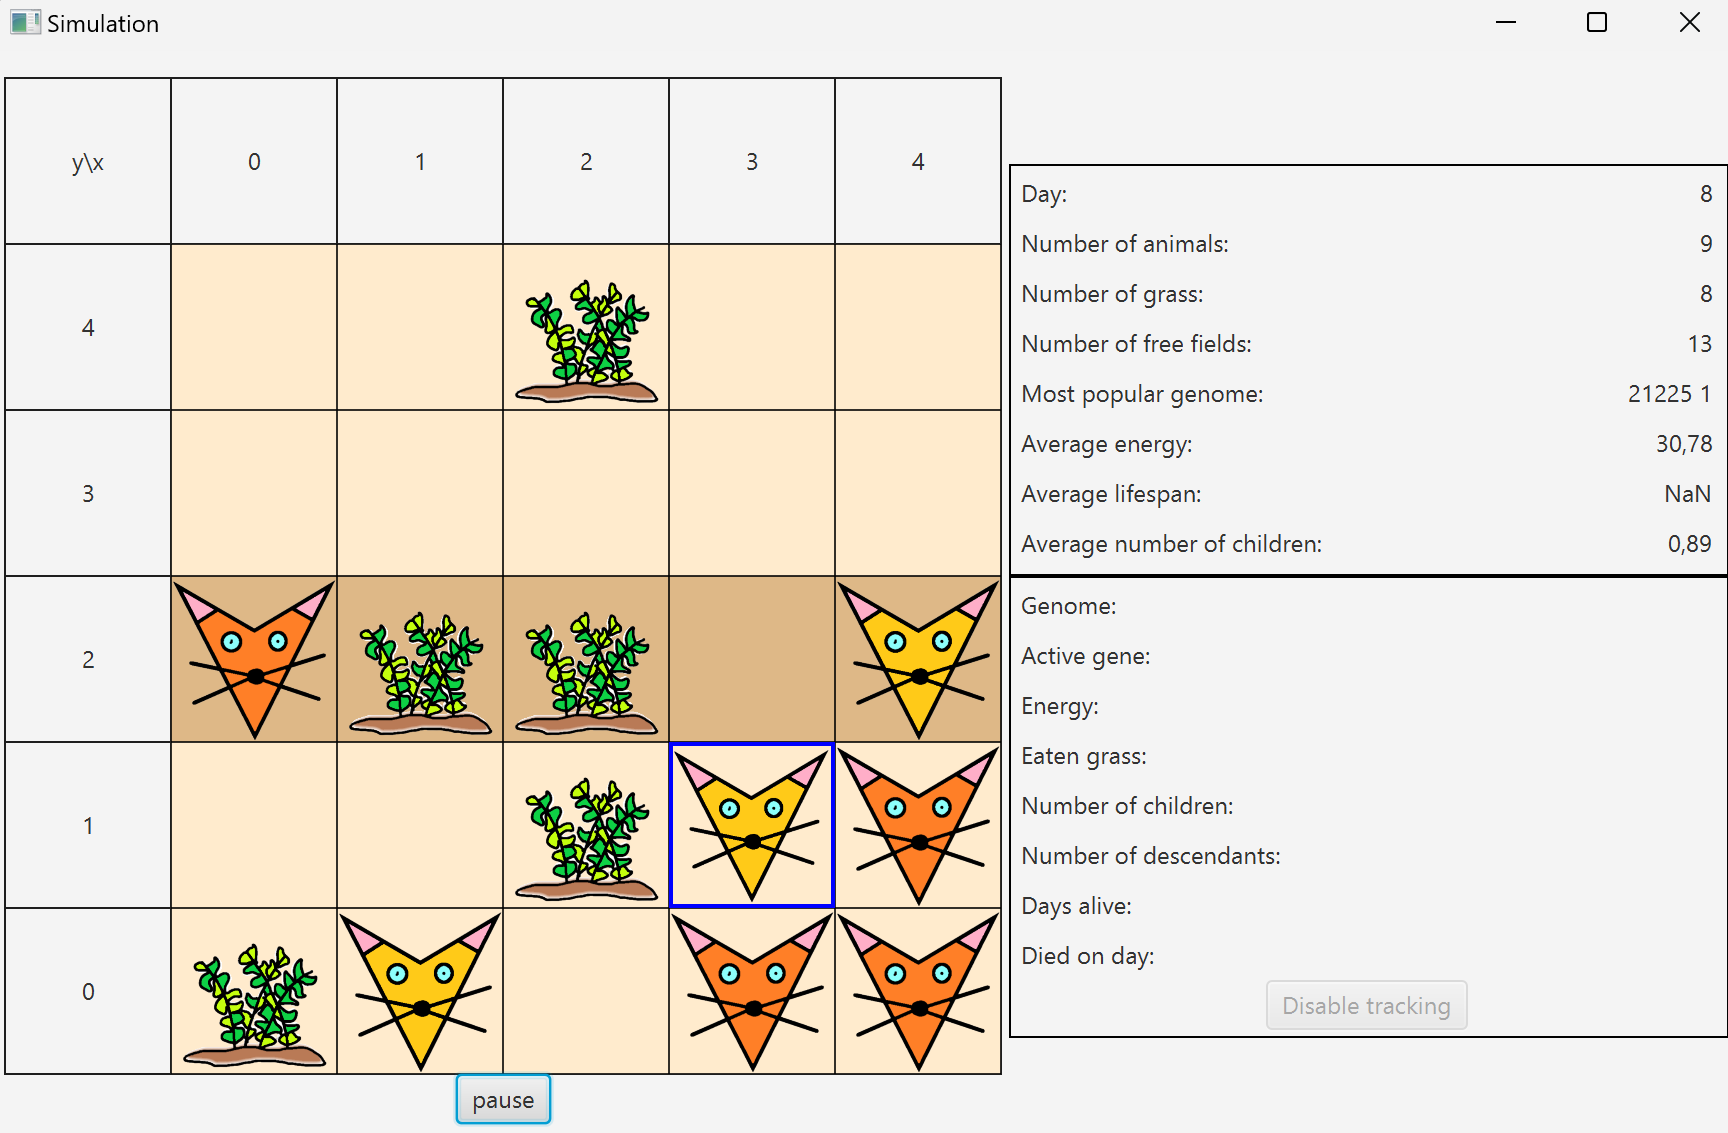 Simulation
y\x 0 1 2 3 4
4
3
2
1
0
pause
Day: 8
Number of animals: 9
Number of grass: 8
Number of free fields: 13
Most popular genome: 21225 1
Average energy: 30,78
Average lifespan: NaN
Average number of children: 0,89
Genome:
Active gene:
Energy:
Eaten grass:
Number of children:
Number of descendants:
Days alive:
Died on day:
Disable tracking